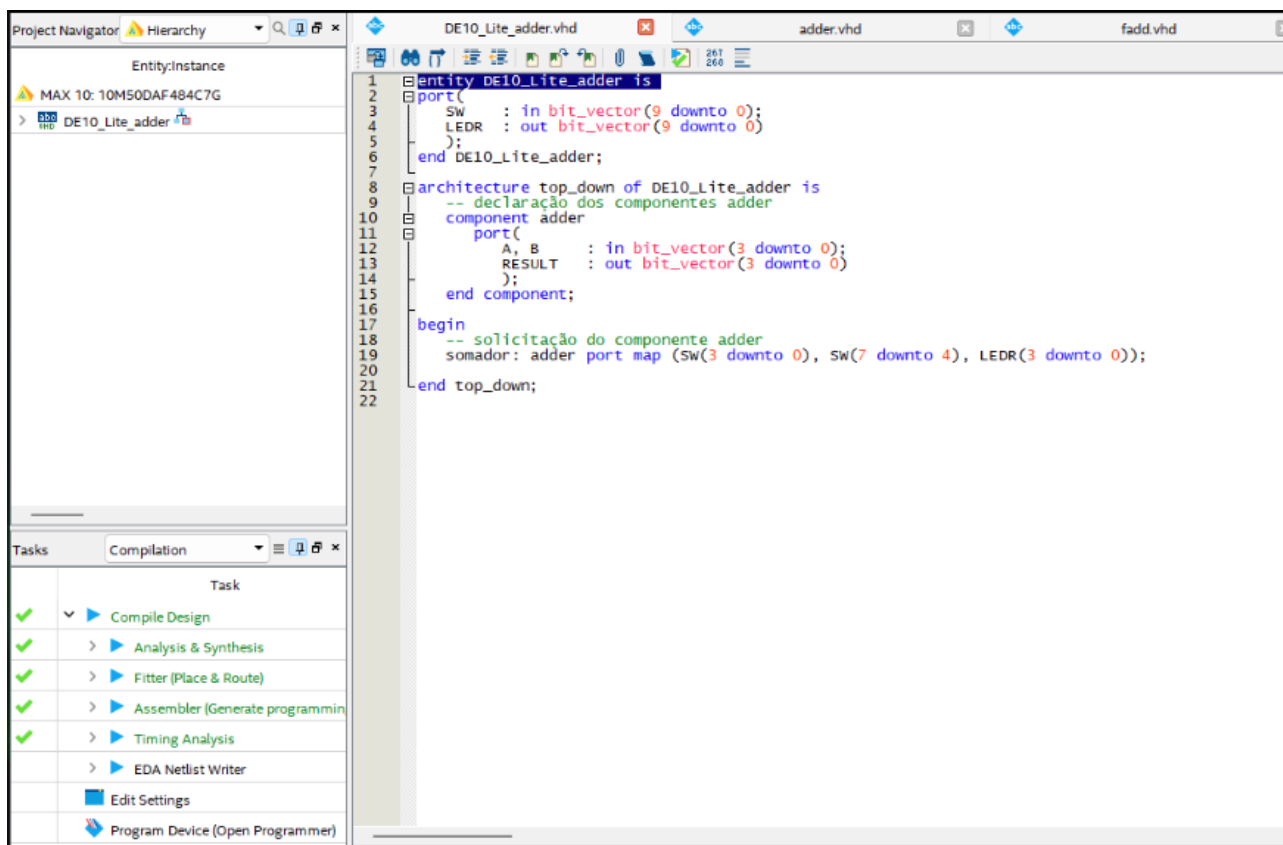 Project Navigator Hierarchy
Entity:Instance
MAX 10: 10M50DAF484C7G
DE10_Lite_adder
Tasks Compilation
Task
Compile Design
Analysis & Synthesis
Fitter (Place & Route)
Assembler (Generate programmin
Timing Analysis
EDA Netlist Writer
Edit Settings
Program Device (Open Programmer)
DE10_Lite_adder.vhd adder.vhd fadd.vhd
267
268
1 entity DE10_Lite_adder is
2 port(
3 SW : in bit_vector(9 downto 0);
4 LEDR : out bit_vector(9 downto 0)
5 );
6 end DE10_Lite_adder;
7
8 architecture top_down of DE10_Lite_adder is
9 -- declaração dos componentes adder
10 component adder
11 port(
12 A, B : in bit_vector(3 downto 0);
13 RESULT : out bit_vector(3 downto 0)
14 );
15 end component;
16
17 begin
18 -- solicitação do componente adder
19 somador: adder port map (SW(3 downto 0), SW(7 downto 4), LEDR(3 downto 0));
20
21 end top_down;
22